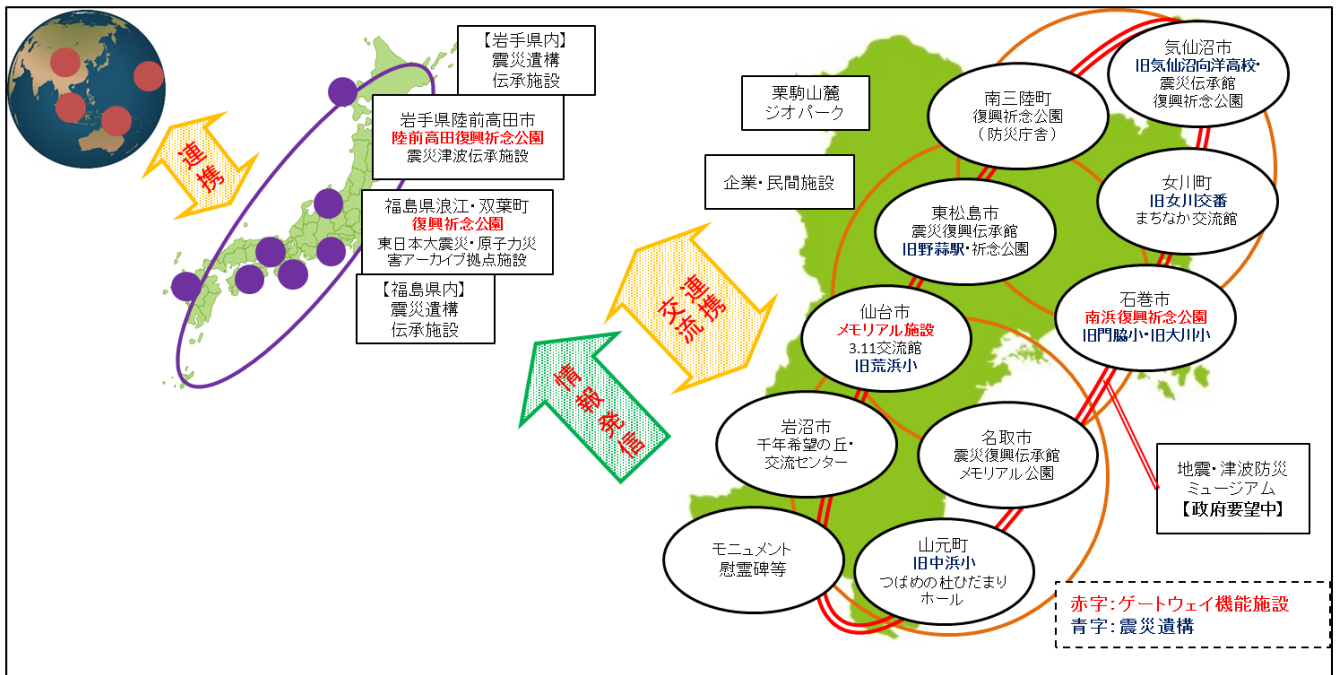 【岩手県内】
震災遺構
伝承施設
岩手県陸前高田市
陸前高田復興祈念公園
震災津波伝承施設
連携
福島県浪江・双葉町
復興祈念公園
東日本大震災・原子力災
害アーカイブ拠点施設
【福島県内】
震災遺構
伝承施設
連携
交流
情報発信
栗駒山麓
ジオパーク
企業・民間施設
気仙沼市
旧気仙沼向洋高校・
震災伝承館
復興祈念公園
南三陸町
復興祈念公園
(防災庁舎)
女川町
旧女川交番
まちなか交流館
東松島市
震災復興伝承館
旧野蒜駅・祈念公園
石巻市
南浜復興祈念公園
旧門脇小・旧大川小
仙台市
メモリアル施設
3.11交流館
旧荒浜小
岩沼市
千年希望の丘・
交流センター
名取市
震災復興伝承館
メモリアル公園
地震・津波防災
ミュージアム
【政府要望中】
モニュメント
慰霊碑等
山元町
旧中浜小
つばめの杜ひだまり
ホール
赤字：ゲートウェイ機能施設
青字：震災遺構